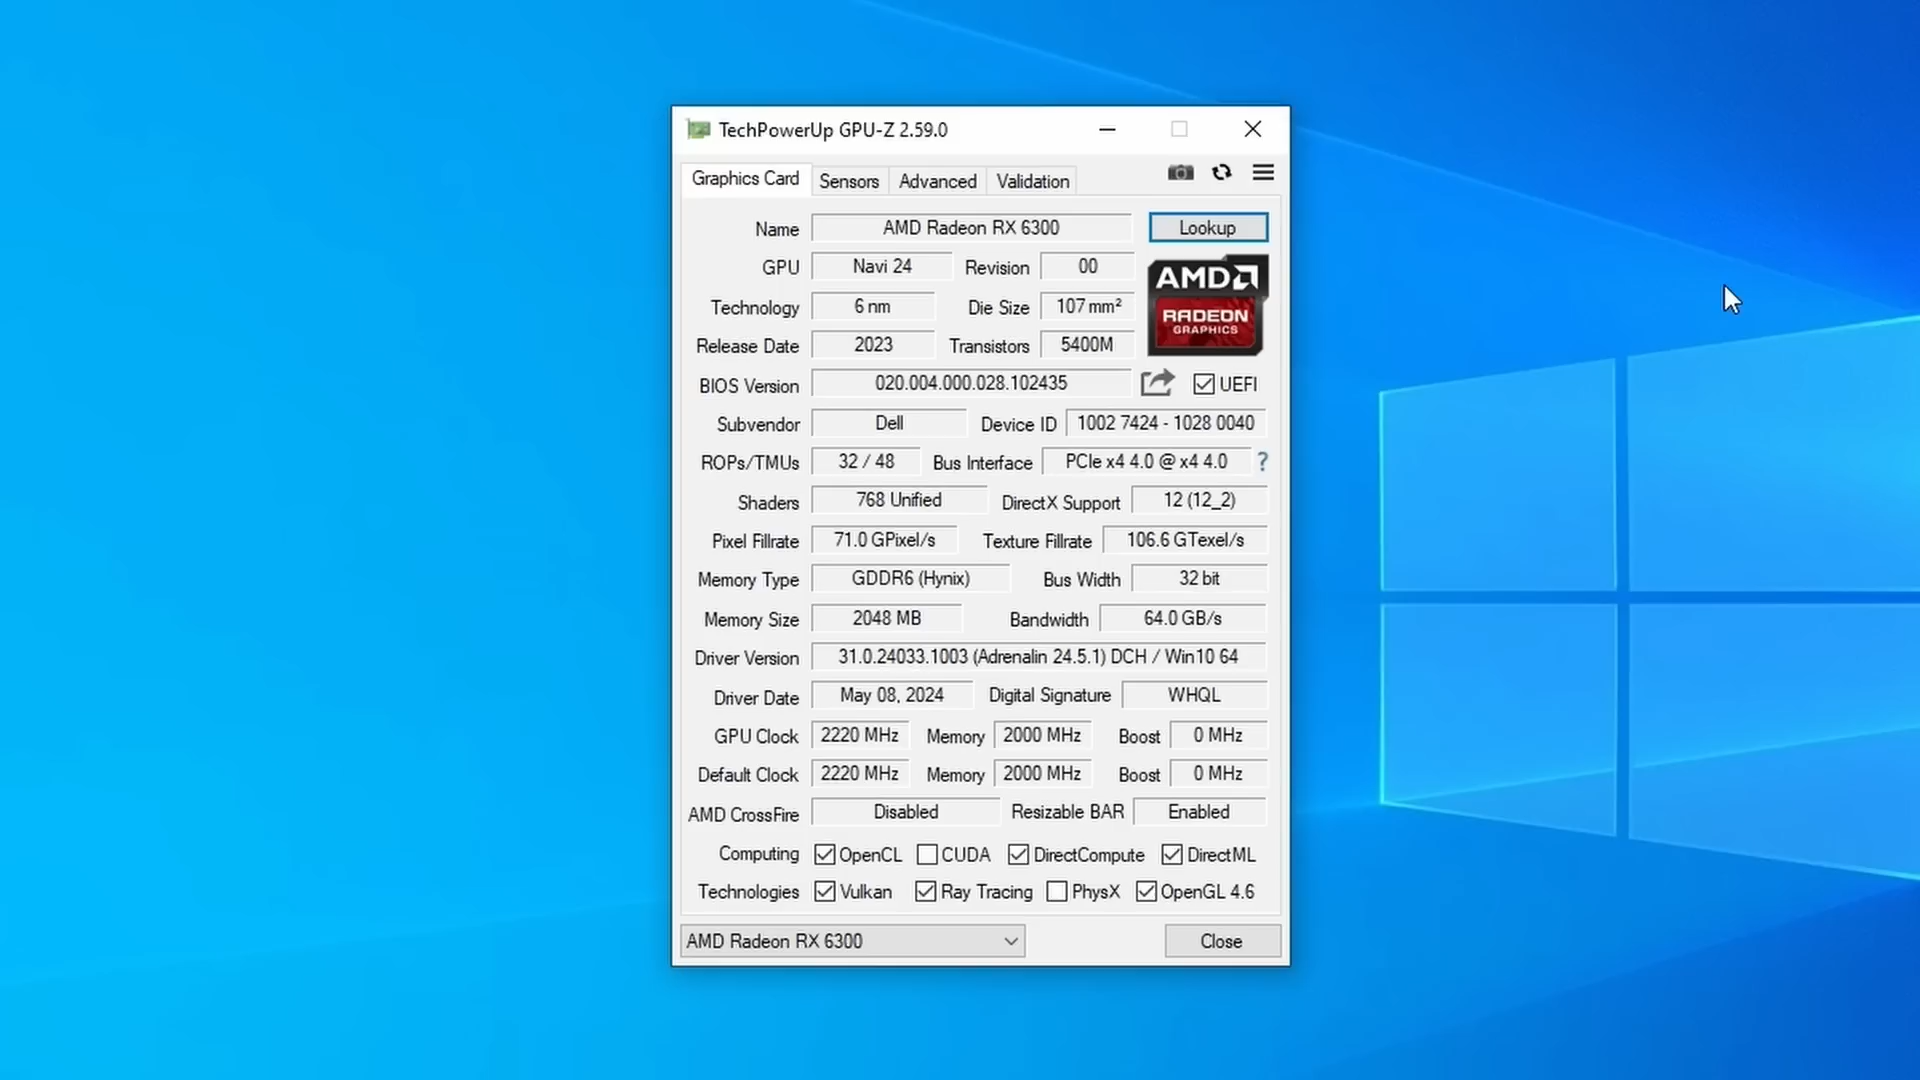 TechPowerUp GPU-Z 2.59.0
Graphics Card Sensors Advanced Validation
Name AMD Radeon RX 6300 Lookup
GPU Navi 24 Revision 00
AMD
RADEON
GRAPHICS
Technology 6 nm Die Size 107 mm²
Release Date 2023 Transistors 5400M
BIOS Version 020.004.000.028.102435 UEFI
Subvendor Dell Device ID 1002 7424 - 1028 0040
ROPs/TMUs 32 / 48 Bus Interface PCIe x4 4.0 @ x4 4.0 ?
Shaders 768 Unified DirectX Support 12 (12_2)
Pixel Fillrate 71.0 GPixel/s Texture Fillrate 106.6 GTexel/s
Memory Type GDDR6 (Hynix) Bus Width 32 bit
Memory Size 2048 MB Bandwidth 64.0 GB/s
Driver Version 31.0.24033.1003 (Adrenalin 24.5.1) DCH / Win10 64
Driver Date May 08, 2024 Digital Signature WHQL
GPU Clock 2220 MHz Memory 2000 MHz Boost 0 MHz
Default Clock 2220 MHz Memory 2000 MHz Boost 0 MHz
AMD CrossFire Disabled Resizable BAR Enabled
Computing OpenCL CUDA DirectCompute DirectML
Technologies Vulkan Ray Tracing PhysX OpenGL 4.6
AMD Radeon RX 6300 Close